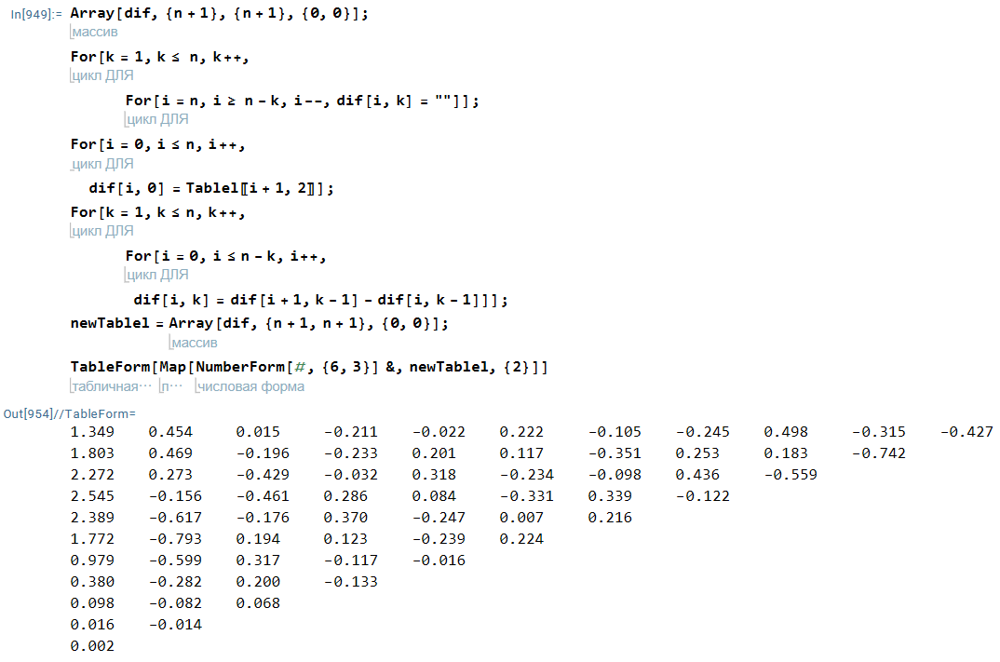 In[949]:= Array[dif, {n + 1}, {n + 1}, {0, 0}];
массив
For[k = 1, k ≤ n, k++,
цикл ДЛЯ
For[i = n, i ≥ n - k, i--, dif[i, k] = ""]];
цикл ДЛЯ
For[i = 0, i ≤ n, i++,
цикл ДЛЯ
dif[i, 0] = Tablel〚i + 1, 2〛];
For[k = 1, k ≤ n, k++,
цикл ДЛЯ
For[i = 0, i ≤ n - k, i++,
цикл ДЛЯ
dif[i, k] = dif[i + 1, k - 1] - dif[i, k - 1]]];
newTablel = Array[dif, {n + 1, n + 1}, {0, 0}];
массив
TableForm[Map[NumberForm[#, {6, 3}] &, newTablel, {2}]]
табличная⋯ п⋯ числовая форма
Out[954]//TableForm=
1.349 0.454 0.015 -0.211 -0.022 0.222 -0.105 -0.245 0.498 -0.315 -0.427
1.803 0.469 -0.196 -0.233 0.201 0.117 -0.351 0.253 0.183 -0.742
2.272 0.273 -0.429 -0.032 0.318 -0.234 -0.098 0.436 -0.559
2.545 -0.156 -0.461 0.286 0.084 -0.331 0.339 -0.122
2.389 -0.617 -0.176 0.370 -0.247 0.007 0.216
1.772 -0.793 0.194 0.123 -0.239 0.224
0.979 -0.599 0.317 -0.117 -0.016
0.380 -0.282 0.200 -0.133
0.098 -0.082 0.068
0.016 -0.014
0.002